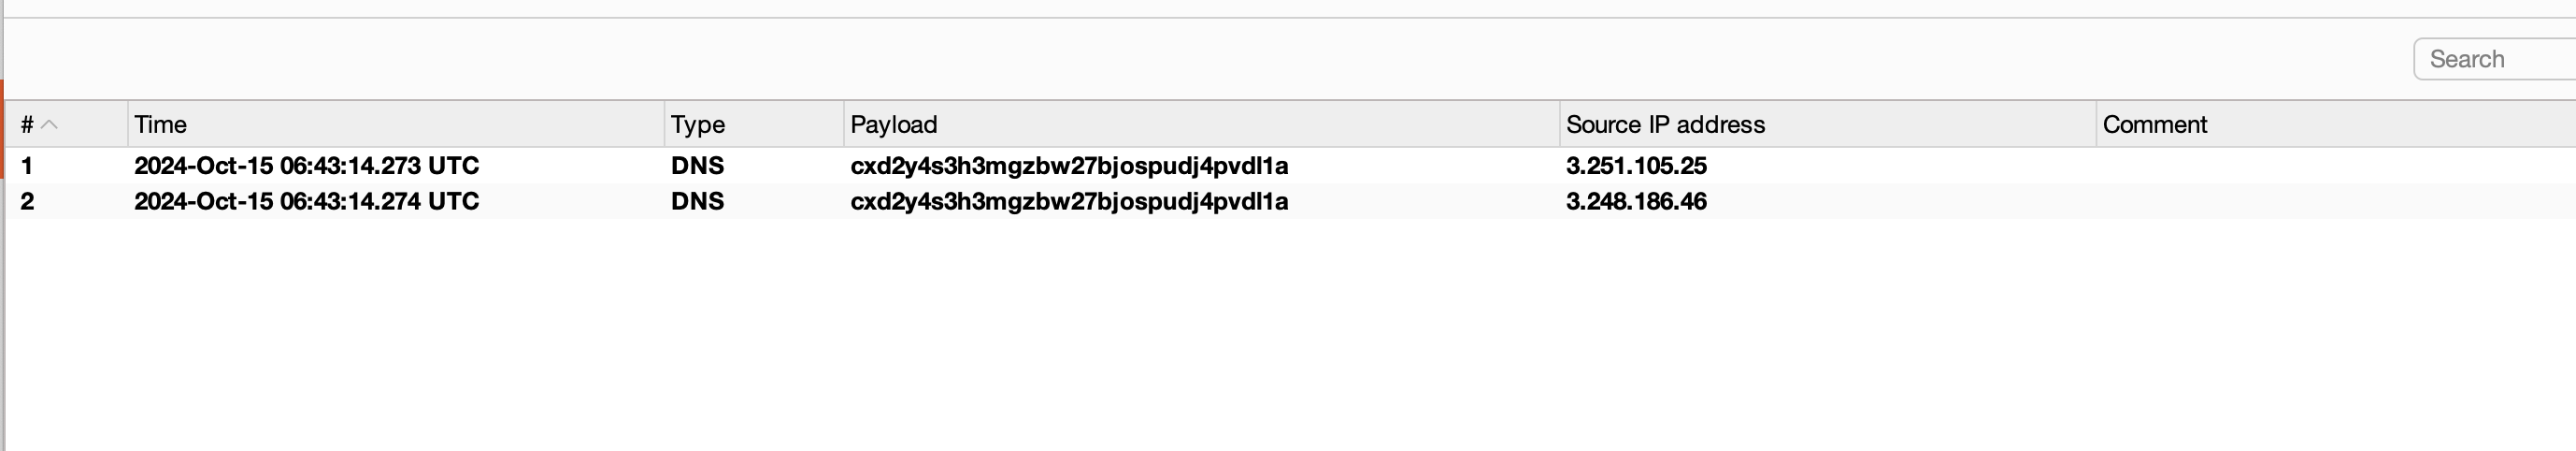 Search
# Time Type Payload Source IP address Comment
1 2024-Oct-15 06:43:14.273 UTC DNS cxd2y4s3h3mgzbw27bjospudj4pvdl1a 3.251.105.25
2 2024-Oct-15 06:43:14.274 UTC DNS cxd2y4s3h3mgzbw27bjospudj4pvdl1a 3.248.186.46